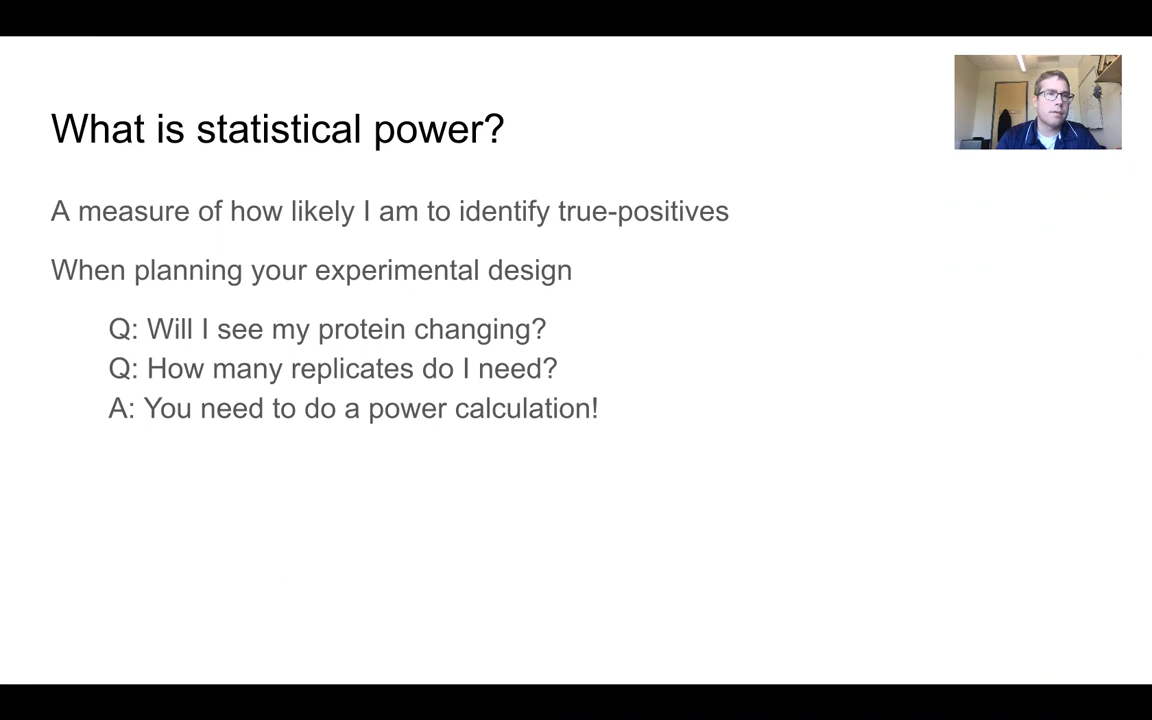 What is statistical power?
A measure of how likely I am to identify true-positives
When planning your experimental design
Q: Will I see my protein changing?
Q: How many replicates do I need?
A: You need to do a power calculation!